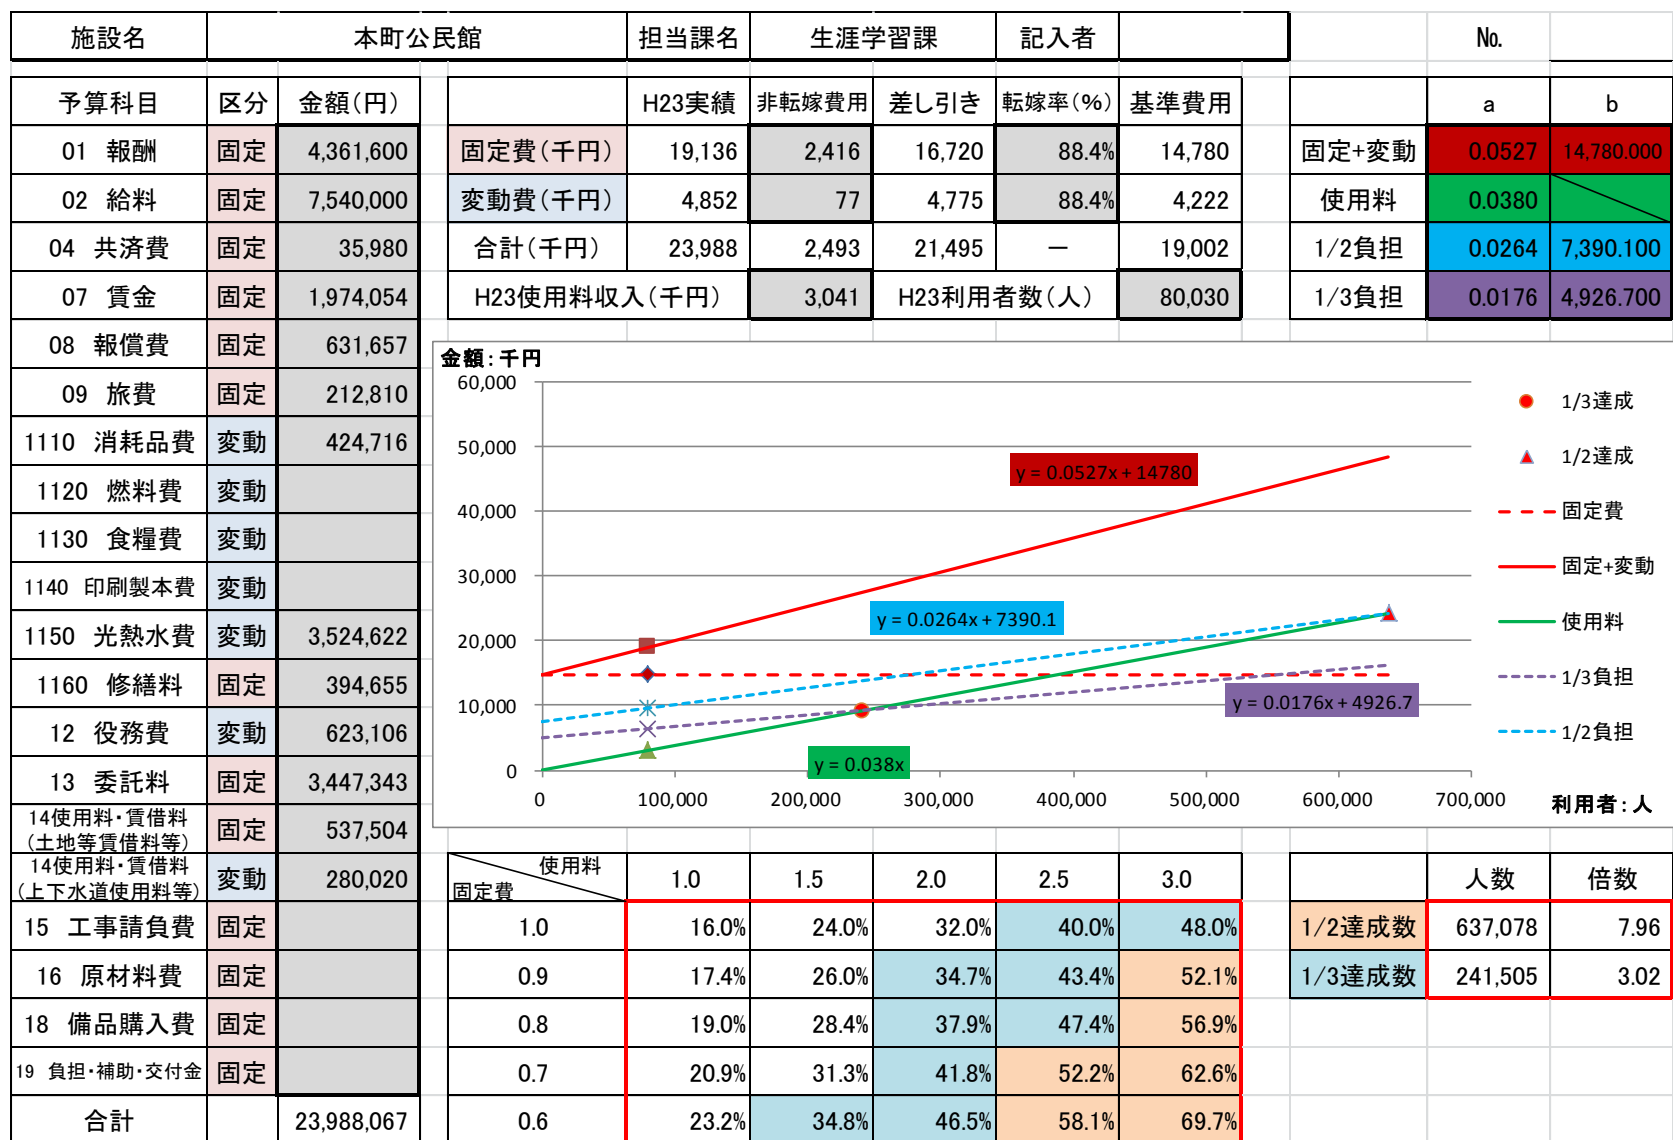 施設名 本町公民館 担当課名 生涯学習課 記入者 №
予算科目 区分 金額(円)
01 報酬 固定 4,361,600
02 給料 固定 7,540,000
04 共済費 固定 35,980
07 賃金 固定 1,974,054
08 報償費 固定 631,657
09 旅費 固定 212,810
1110 消耗品費 変動 424,716
1120 燃料費 変動
1130 食糧費 変動
1140 印刷製本費 変動
1150 光熱水費 変動 3,524,622
1160 修繕料 固定 394,655
12 役務費 変動 623,106
13 委託料 固定 3,447,343
14使用料・賃借料
(土地等賃借料等) 固定 537,504
14使用料・賃借料
(上下水道使用料等) 変動 280,020
15 工事請負費 固定
16 原材料費 固定
18 備品購入費 固定
19 負担・補助・交付金 固定
合計 23,988,067
H23実績 非転嫁費用 差し引き 転嫁率(%) 基準費用
固定費(千円) 19,136 2,416 16,720 88.4% 14,780
変動費(千円) 4,852 77 4,775 88.4% 4,222
合計(千円) 23,988 2,493 21,495 － 19,002
H23使用料収入(千円) 3,041 H23利用者数(人) 80,030
a b
固定+変動 0.0527 14,780.000
使用料 0.0380
1/2負担 0.0264 7,390.100
1/3負担 0.0176 4,926.700
金額：千円
60,000
50,000
40,000
30,000
20,000
10,000
0
0 100,000 200,000 300,000 400,000 500,000 600,000 700,000
利用者：人
y = 0.0527x + 14780
y = 0.0264x + 7390.1
y = 0.0176x + 4926.7
y = 0.038x
1/3達成
1/2達成
固定費
固定+変動
使用料
1/3負担
1/2負担
使用料
固定費 1.0 1.5 2.0 2.5 3.0
1.0 16.0% 24.0% 32.0% 40.0% 48.0%
0.9 17.4% 26.0% 34.7% 43.4% 52.1%
0.8 19.0% 28.4% 37.9% 47.4% 56.9%
0.7 20.9% 31.3% 41.8% 52.2% 62.6%
0.6 23.2% 34.8% 46.5% 58.1% 69.7%
人数 倍数
1/2達成数 637,078 7.96
1/3達成数 241,505 3.02